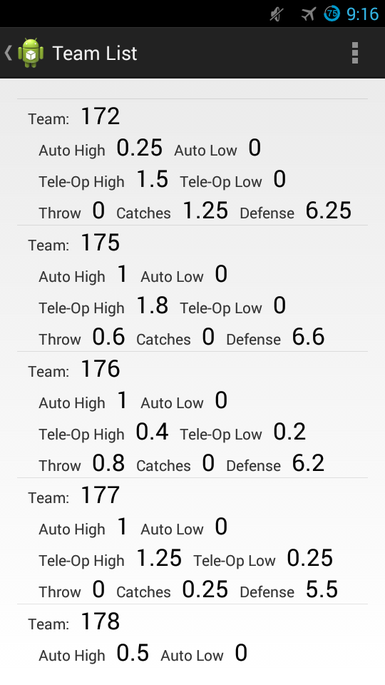 75 9:16
Team List
Team: 172
Auto High 0.25 Auto Low 0
Tele-Op High 1.5 Tele-Op Low 0
Throw 0 Catches 1.25 Defense 6.25
Team: 175
Auto High 1 Auto Low 0
Tele-Op High 1.8 Tele-Op Low 0
Throw 0.6 Catches 0 Defense 6.6
Team: 176
Auto High 1 Auto Low 0
Tele-Op High 0.4 Tele-Op Low 0.2
Throw 0.8 Catches 0 Defense 6.2
Team: 177
Auto High 1 Auto Low 0
Tele-Op High 1.25 Tele-Op Low 0.25
Throw 0 Catches 0.25 Defense 5.5
Team: 178
Auto High 0.5 Auto Low 0